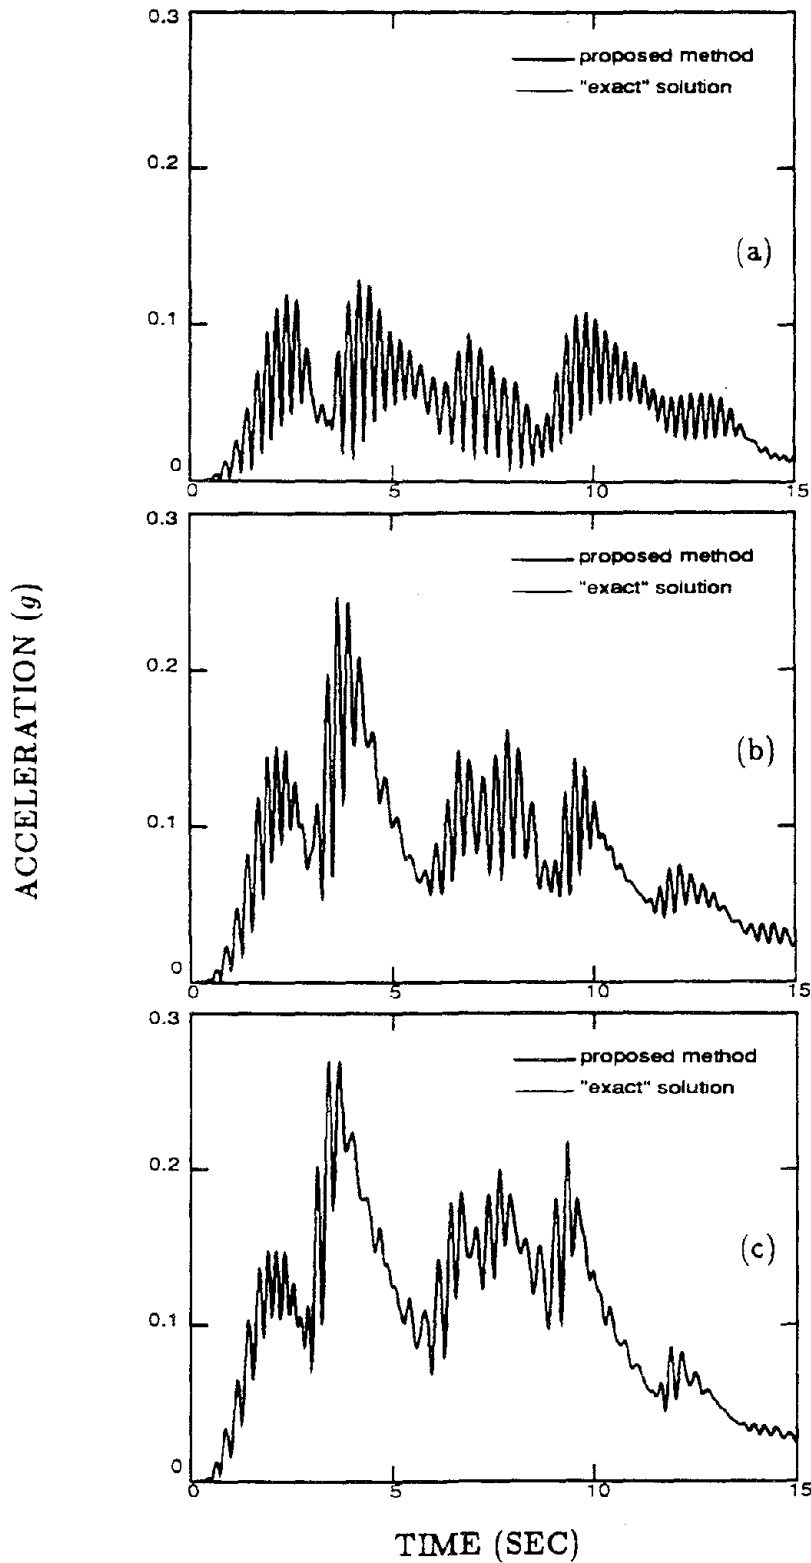 ACCELERATION (g)
0.3
0.2
0.1
0
proposed method
"exact" solution
(a)
0 5 10 15
0.3
0.2
0.1
0
proposed method
"exact" solution
(b)
0 5 10 15
0.3
0.2
0.1
0
proposed method
"exact" solution
(c)
0 5 10 15
TIME (SEC)